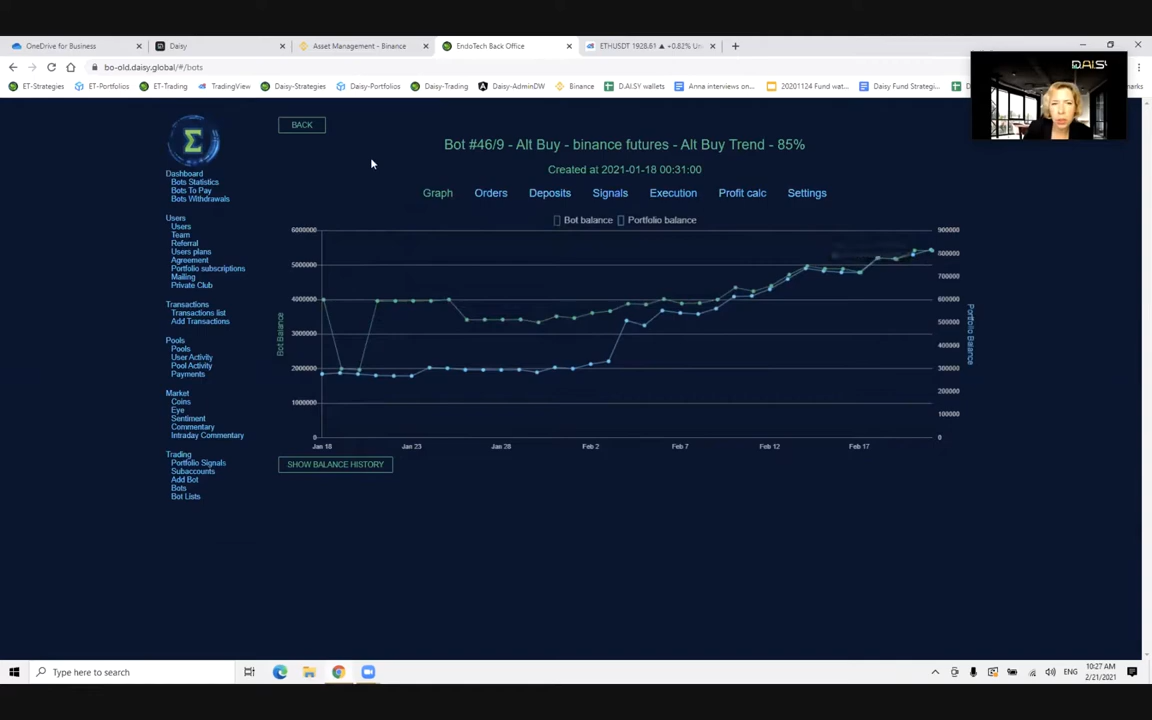 OneDrive for Business
Daisy
Asset Management - Binance
EndoTech Back Office
ETHUSDT 1928.61 ▲ +0.82% Un
bo-old.daisy.global/#/bots
ET-Strategies
ET-Portfolios
ET-Trading
TradingView
Daisy-Strategies
Daisy-Portfolios
Daisy-Trading
Daisy-AdminDW
Binance
D.AI.SY wallets
Anna interviews on...
20201124 Fund wat...
Daisy Fund Strategi...
D.AI.SY
BACK
Bot #46/9 - Alt Buy - binance futures - Alt Buy Trend - 85%
Created at 2021-01-18 00:31:00
Graph
Orders
Deposits
Signals
Execution
Profit calc
Settings
Bot balance
Portfolio balance
Dashboard
Bots Statistics
Bots To Pay
Bots Withdrawals
Users
Users
Team
Referral
Users plans
Agreement
Portfolio subscriptions
Mailing
Private Club
Transactions
Transactions list
Add Transactions
Pools
Pools
User Activity
Pool Activity
Payments
Market
Coins
Eye
Sentiment
Commentary
Intraday Commentary
Trading
Portfolio Signals
Subaccounts
Add Bot
Bots
Bot Lists
6000000
5000000
4000000
3000000
2000000
1000000
0
Bot Balance
900000
800000
700000
600000
500000
400000
300000
200000
100000
0
Portfolio Balance
Jan 18
Jan 23
Jan 28
Feb 2
Feb 7
Feb 12
Feb 17
SHOW BALANCE HISTORY
Type here to search
ENG
10:27 AM
2/21/2021